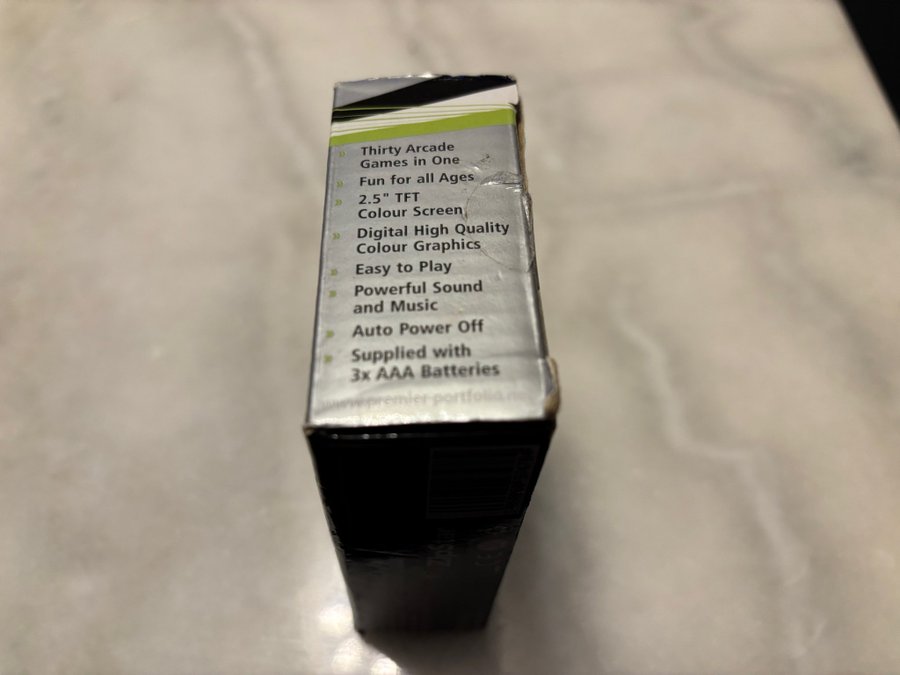 Thirty Arcade
Games in One
Fun for all Ages
2.5" TFT
Colour Screen
Digital High Quality
Colour Graphics
Easy to Play
Powerful Sound
and Music
Auto Power Off
Supplied with
3x AAA Batteries